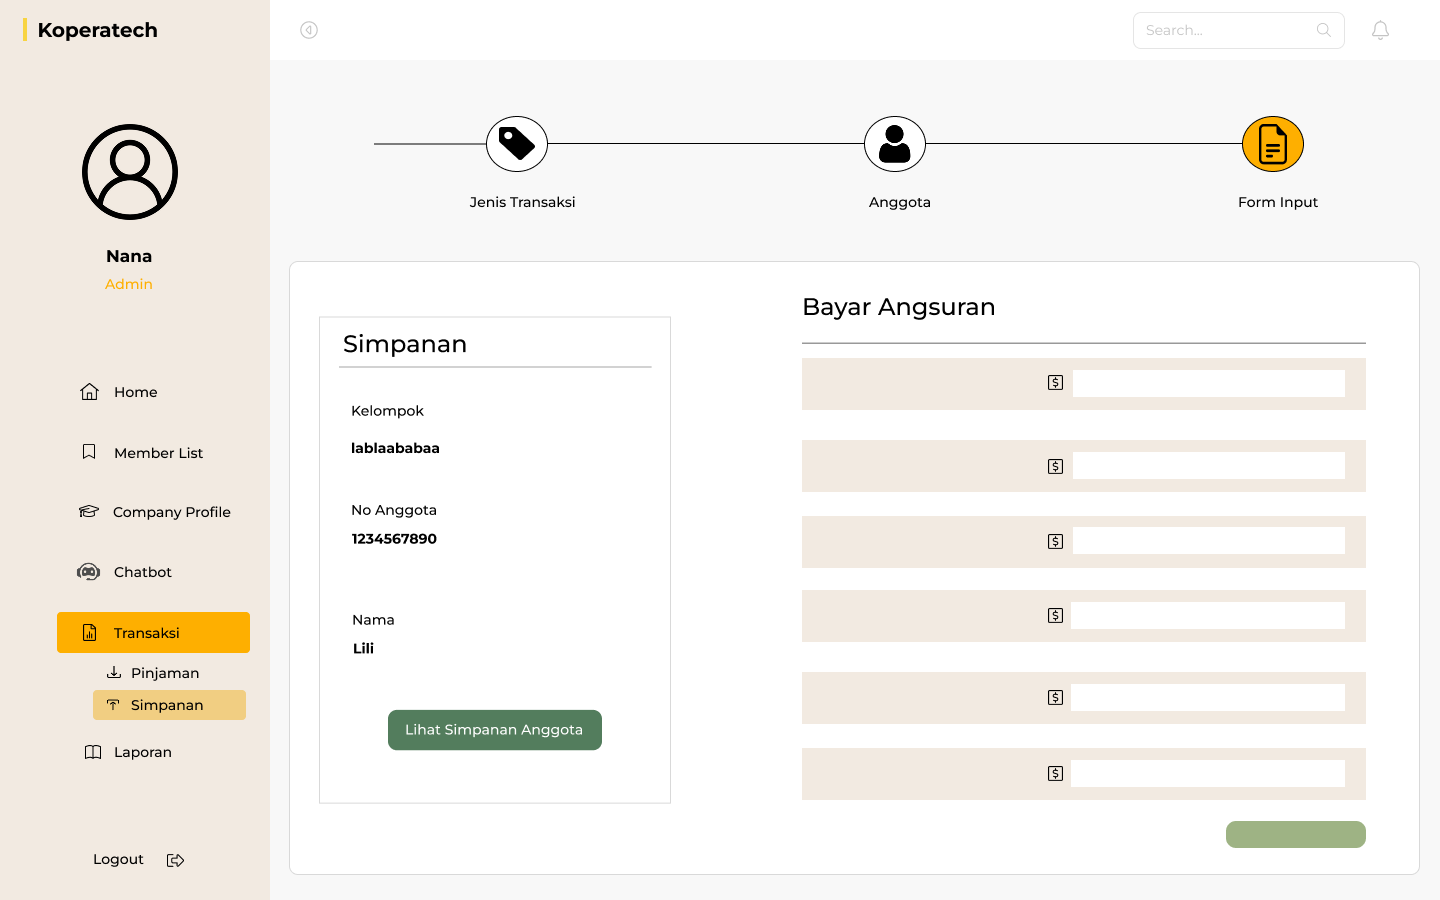 Koperatech
Search...
Nana
Admin
Home
Member List
Company Profile
Chatbot
Transaksi
Pinjaman
Simpanan
Laporan
Logout
Jenis Transaksi
Anggota
Form Input
Simpanan
Kelompok
lablaababaa
No Anggota
1234567890
Nama
Lili
Lihat Simpanan Anggota
Bayar Angsuran